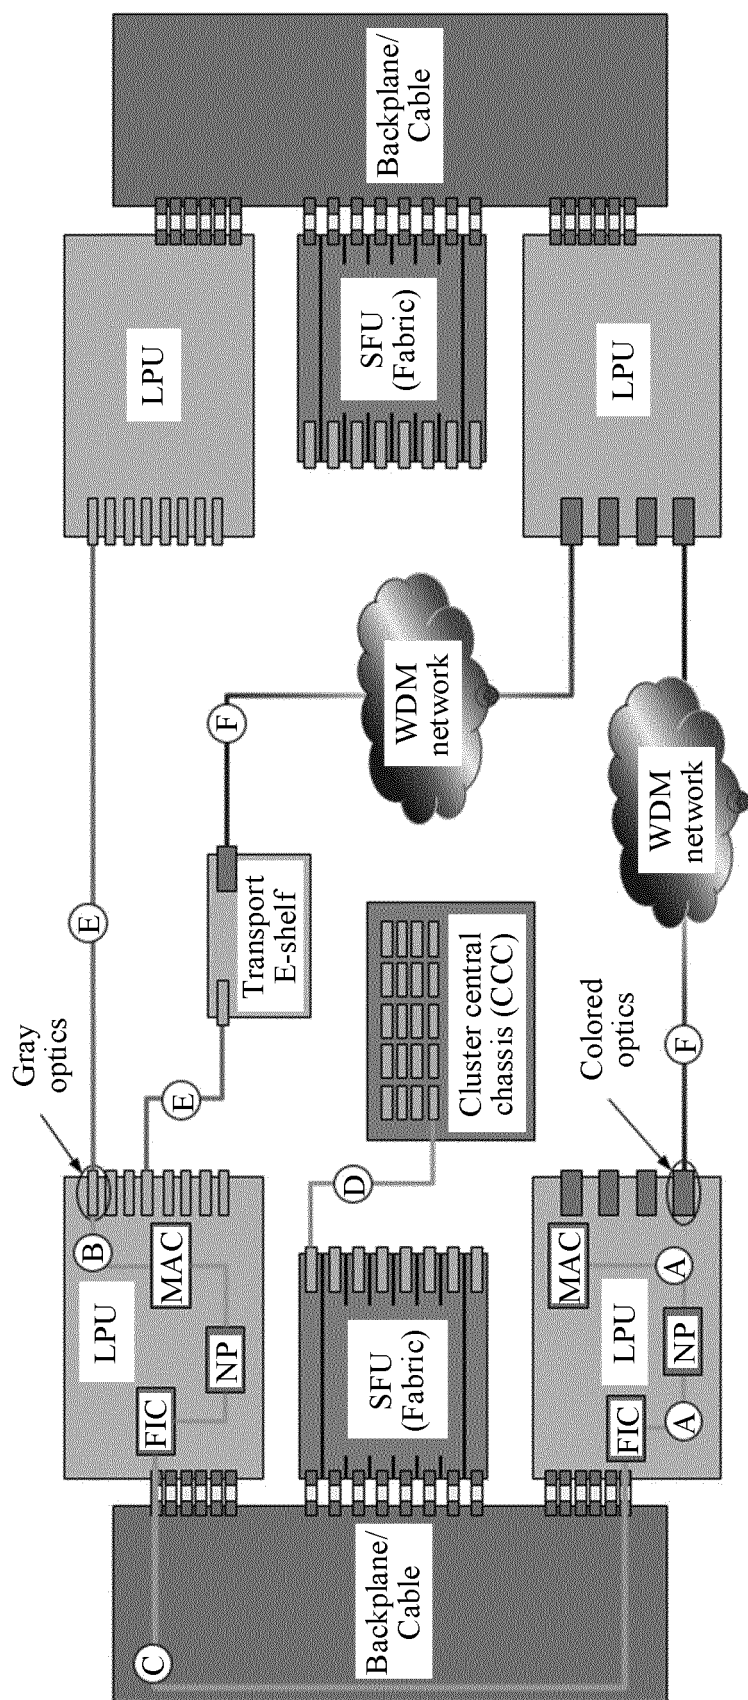 Backplane/
Cable
LPU
SFU
(Fabric)
LPU
E
F
WDM
network
WDM
network
Transport
E-shelf
Cluster central
chassis (CCC)
Gray
optics
E
D
Colored
optics
F
B
MAC
LPU
NP
FIC
SFU
(Fabric)
MAC
A
LPU
NP
FIC
A
Backplane/
Cable
C